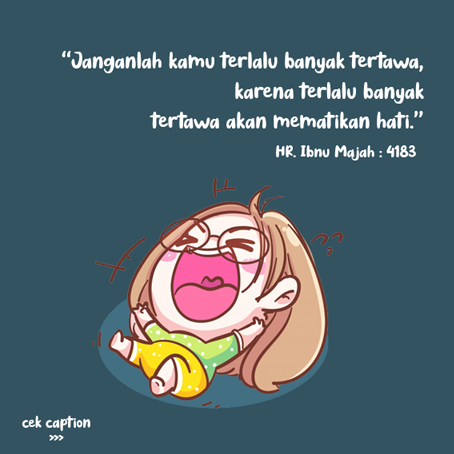 “Janganlah kamu terlalu banyak tertawa,
karena terlalu banyak
tertawa akan mematikan hati.”
HR. Ibnu Majah : 4183
cek caption
>>>